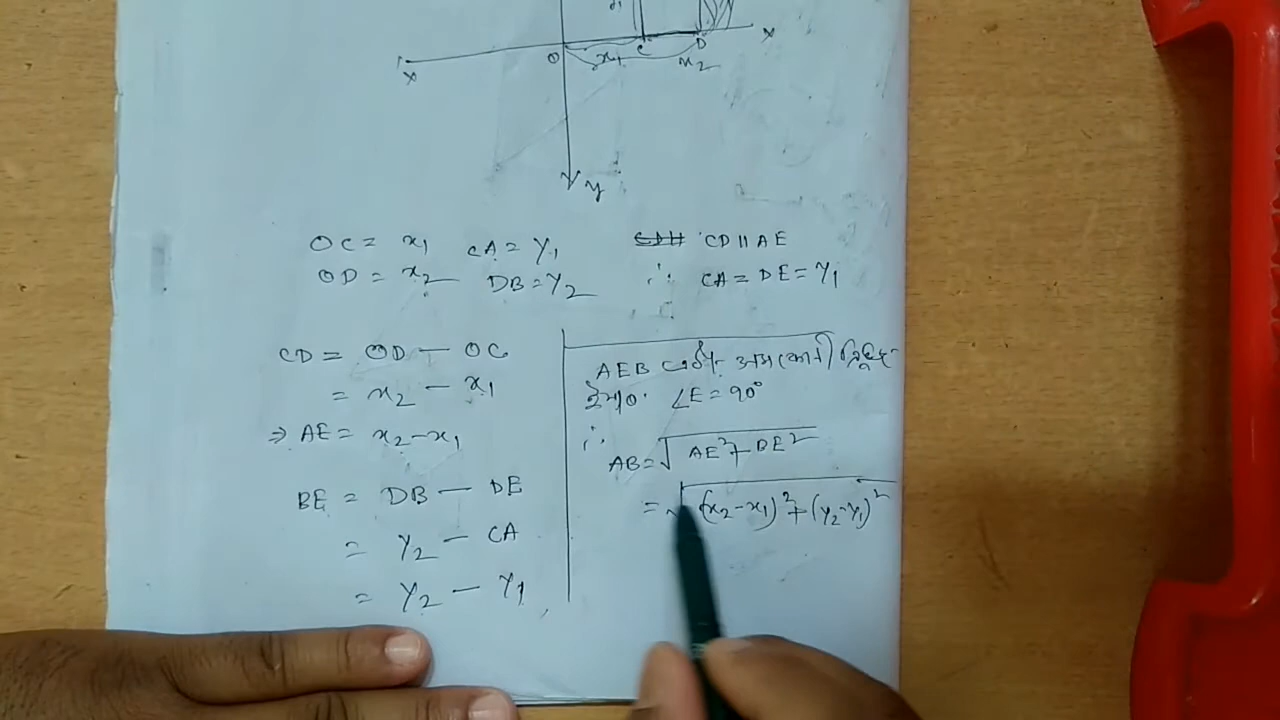 y1
O x1 C D x
x x2
y
OC = x1 CA = Y1 CD || AE
OD = x2 DB = Y2 ∴ CA = DE = Y1
CD = OD — OC
= x2 — x1
⇒ AE = x2 – x1
BE = DB — DE
= Y2 — CA
= Y2 — Y1
AEB
∠E = 90°
∴ AB = √AE² + BE²
= √(x2 – x1)² + (Y2 – Y1)²